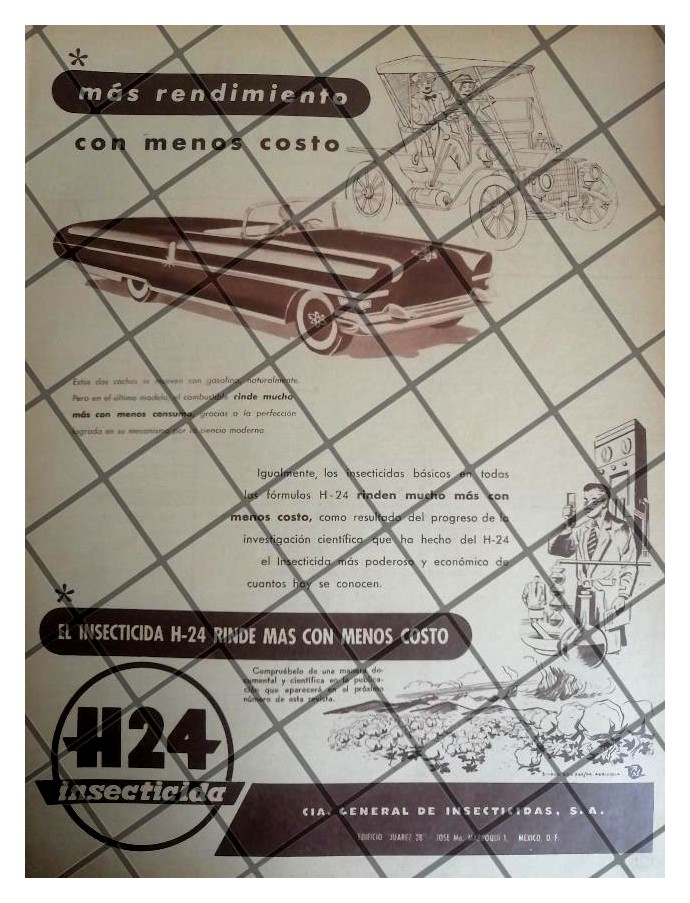 *
más rendimiento
con menos costo
Estos dos coches se mueven con gasolina, naturalmente.
Pero en el último modelo, el combustible rinde mucho
más con menos consumo, gracias a la perfección
lograda en su mecanismo por la ciencia moderna.
Igualmente, los insecticidas básicos en todas
las fórmulas H-24 rinden mucho más con
menos costo, como resultado del progreso de la
investigación científica que ha hecho del H-24
el Insecticida más poderoso y económico de
cuantos hoy se conocen.
*
EL INSECTICIDA H-24 RINDE MAS CON MENOS COSTO
Compruébelo de una manera do-
cumental y científica en la publica-
ción que aparecerá en el próximo
número de esta revista.
H24
insecticida
CIA. GENERAL DE INSECTICIDAS, S.A.
EDIFICIO "JUAREZ 28" - JOSE Ma. MARROQUI 1, MEXICO, D. F.